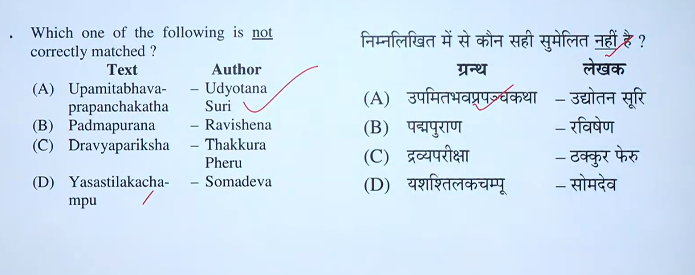 Which one of the following is not
correctly matched ?
Text Author
(A) Upamitabhava- – Udyotana
prapanchakatha Suri
(B) Padmapurana – Ravishena
(C) Dravyapariksha – Thakkura
Pheru
(D) Yasastilakacha- – Somadeva
mpu
निम्नलिखित में से कौन सही सुमेलित नहीं है ?
ग्रन्थ लेखक
(A) उपमितभवप्रपञ्चकथा – उद्योतन सूरि
(B) पद्मपुराण – रविषेण
(C) द्रव्यपरीक्षा – ठक्कुर फेरु
(D) यशश्तिलकचम्पू – सोमदेव